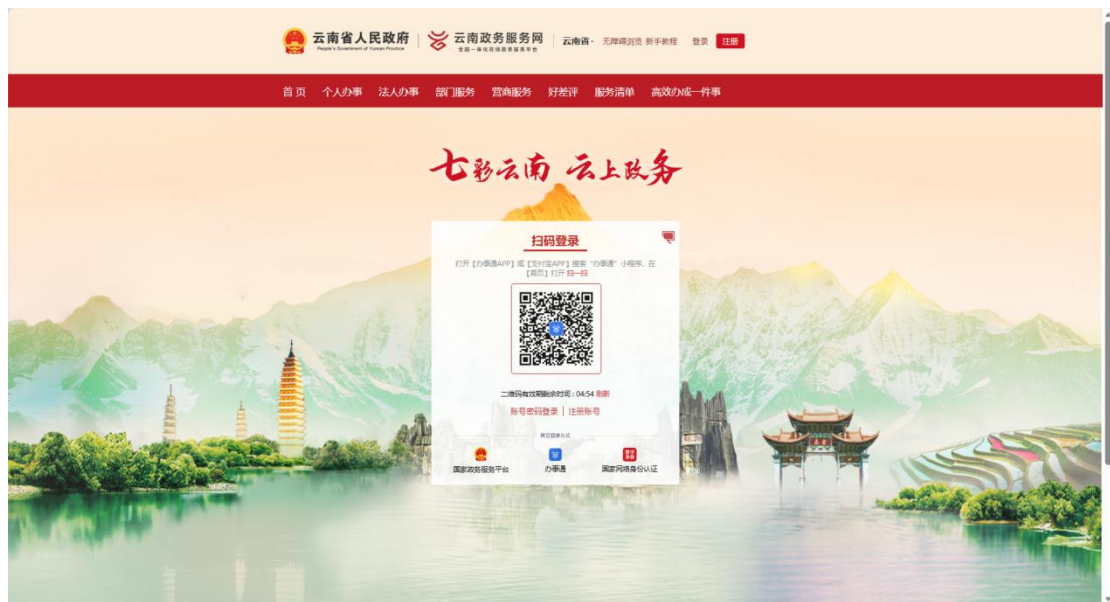 云南省人民政府
People's Government of Yunnan Province
云南政务服务网
全国一体化在线政务服务平台
云南省
无障碍浏览 新手教程 登录 注册
首页 个人办事 法人办事 部门服务 营商服务 好差评 服务清单 高效办成一件事
七彩云南 云上政务
扫码登录
打开【办事通APP】或【支付宝APP】搜索“办事通”小程序，在
【首页】打开 扫一扫
二维码有效期剩余时间：04:54 刷新
账号密码登录 | 注册账号
其它登录方式
国家政务服务平台 办事通 国家网络身份认证